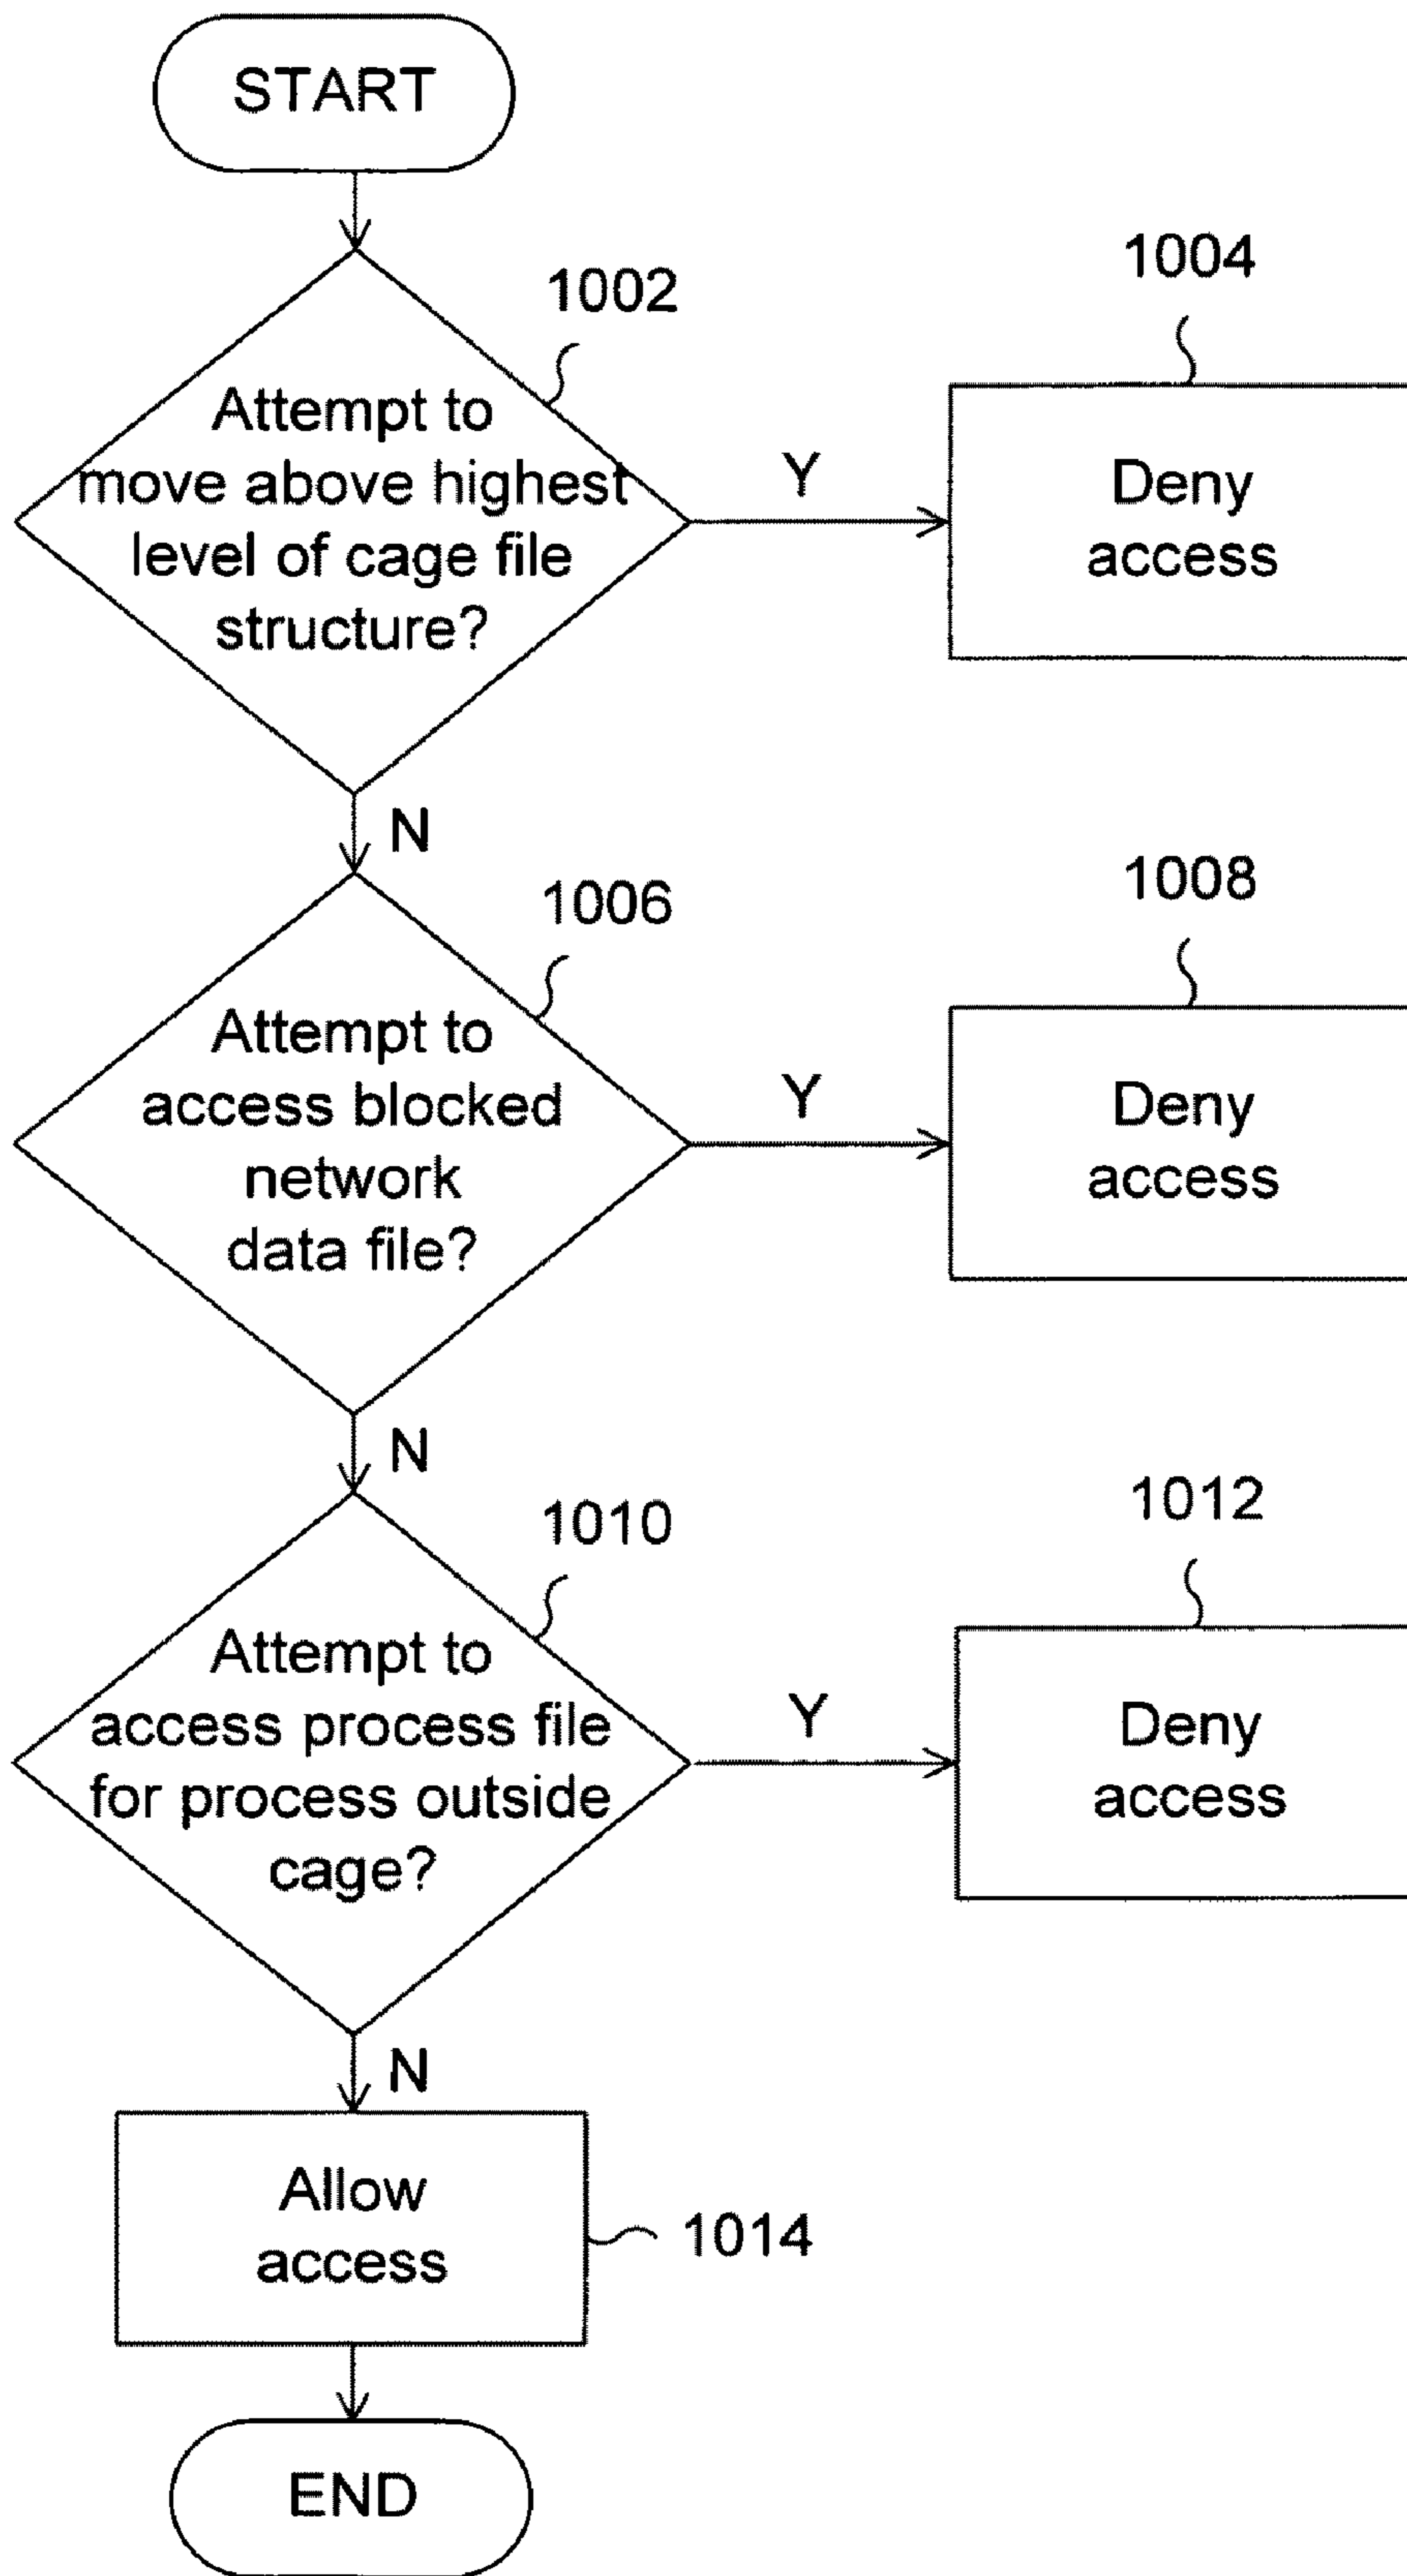 START
1002
Attempt to
move above highest
level of cage file
structure?
Y
1004
Deny
access
N
1006
Attempt to
access blocked
network
data file?
Y
1008
Deny
access
N
1010
Attempt to
access process file
for process outside
cage?
Y
1012
Deny
access
N
Allow
access
1014
END